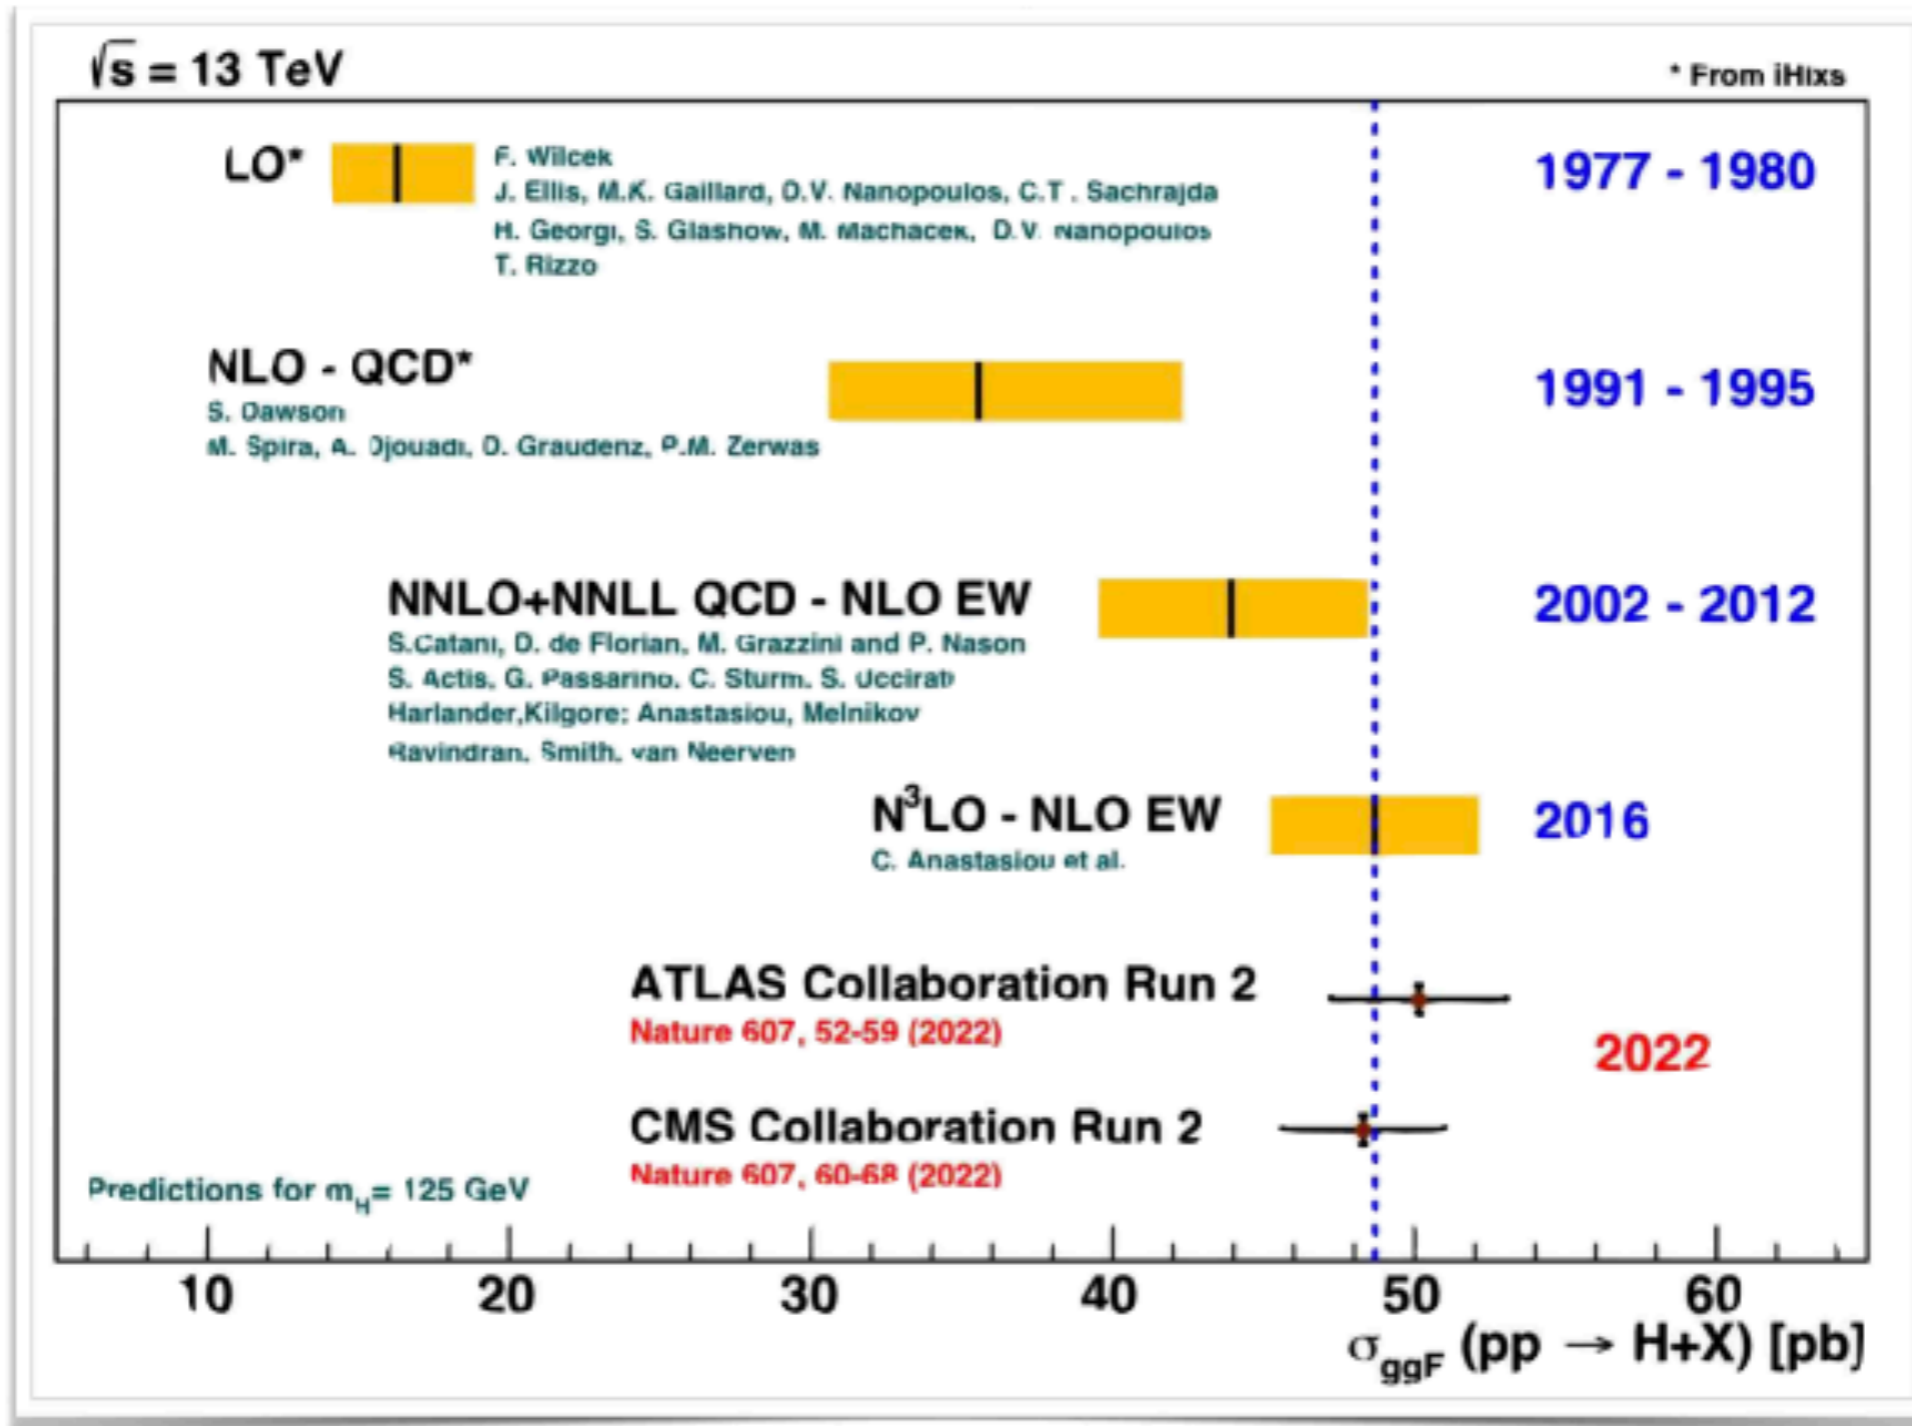 √s = 13 TeV
* From iHixs
LO*
F. Wilcek
J. Ellis, M.K. Gaillard, D.V. Nanopoulos, C.T. Sachrajda
H. Georgi, S. Glashow, M. Machacek, D.V. Nanopoulos
T. Rizzo
1977 - 1980
NLO - QCD*
S. Dawson
M. Spira, A. Djouadi, D. Graudenz, P.M. Zerwas
1991 - 1995
NNLO+NNLL QCD - NLO EW
S.Catani, D. de Florian, M. Grazzini and P. Nason
S. Actis, G. Passarino, C. Sturm, S. Uccirati
Harlander,Kilgore; Anastasiou, Melnikov
Ravindran, Smith, van Neerven
2002 - 2012
N³LO - NLO EW
C. Anastasiou et al.
2016
ATLAS Collaboration Run 2
Nature 607, 52-59 (2022)
2022
CMS Collaboration Run 2
Nature 607, 60-68 (2022)
Predictions for m_H= 125 GeV
10 20 30 40 50 60
σ_ggF (pp → H+X) [pb]